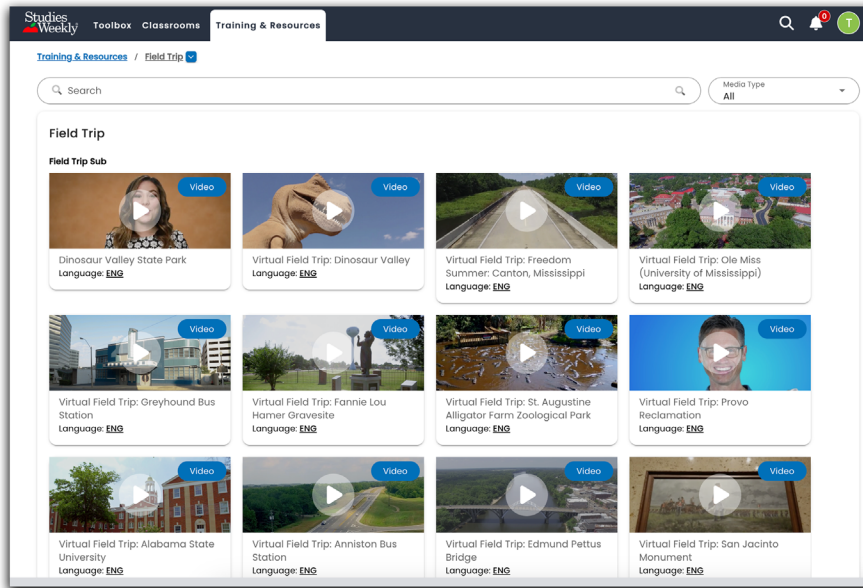 Studies
Weekly
Toolbox Classrooms Training & Resources
0
T
Training & Resources / Field Trip
Search
Media Type
All
Field Trip
Field Trip Sub
Video Video Video Video
Dinosaur Valley State Park
Language: ENG
Virtual Field Trip: Dinosaur Valley
Language: ENG
Virtual Field Trip: Freedom
Summer: Canton, Mississippi
Language: ENG
Virtual Field Trip: Ole Miss
(University of Mississippi)
Language: ENG
Video Video Video Video
Virtual Field Trip: Greyhound Bus
Station
Language: ENG
Virtual Field Trip: Fannie Lou
Hamer Gravesite
Language: ENG
Virtual Field Trip: St. Augustine
Alligator Farm Zoological Park
Language: ENG
Virtual Field Trip: Provo
Reclamation
Language: ENG
Video Video Video Video
Virtual Field Trip: Alabama State
University
Language: ENG
Virtual Field Trip: Anniston Bus
Station
Language: ENG
Virtual Field Trip: Edmund Pettus
Bridge
Language: ENG
Virtual Field Trip: San Jacinto
Monument
Language: ENG